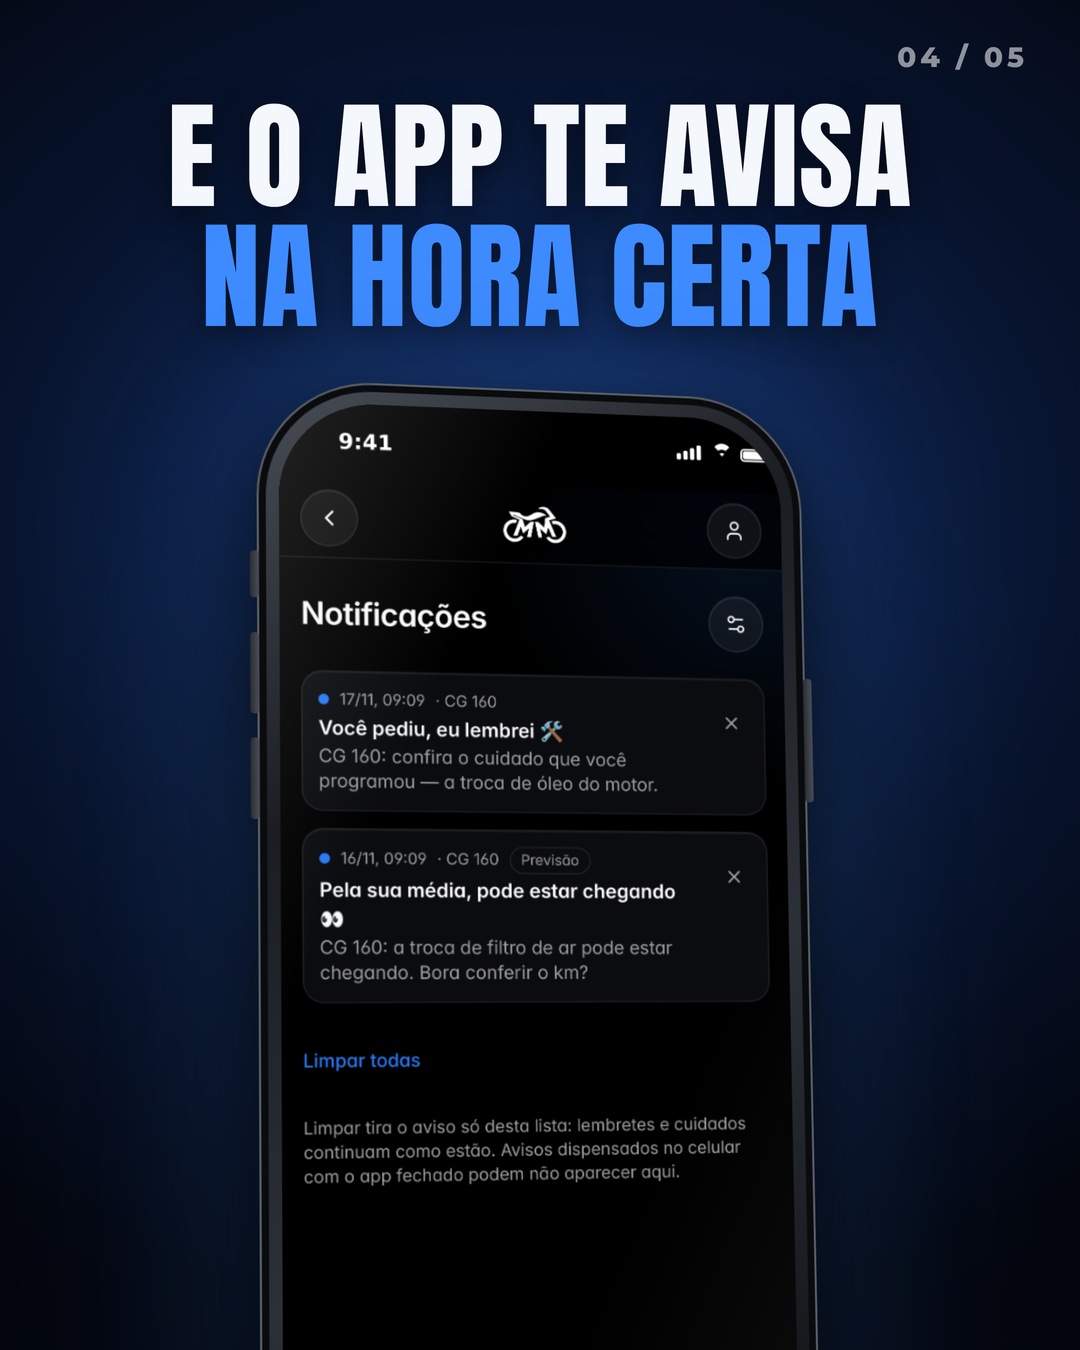 04 / 05
E O APP TE AVISA
NA HORA CERTA
9:41
MM
Notificações
17/11, 09:09 · CG 160
Você pediu, eu lembrei 🛠️
CG 160: confira o cuidado que você
programou — a troca de óleo do motor.
16/11, 09:09 · CG 160 Previsão
Pela sua média, pode estar chegando
👀
CG 160: a troca de filtro de ar pode estar
chegando. Bora conferir o km?
Limpar todas
Limpar tira o aviso só desta lista: lembretes e cuidados
continuam como estão. Avisos dispensados no celular
com o app fechado podem não aparecer aqui.